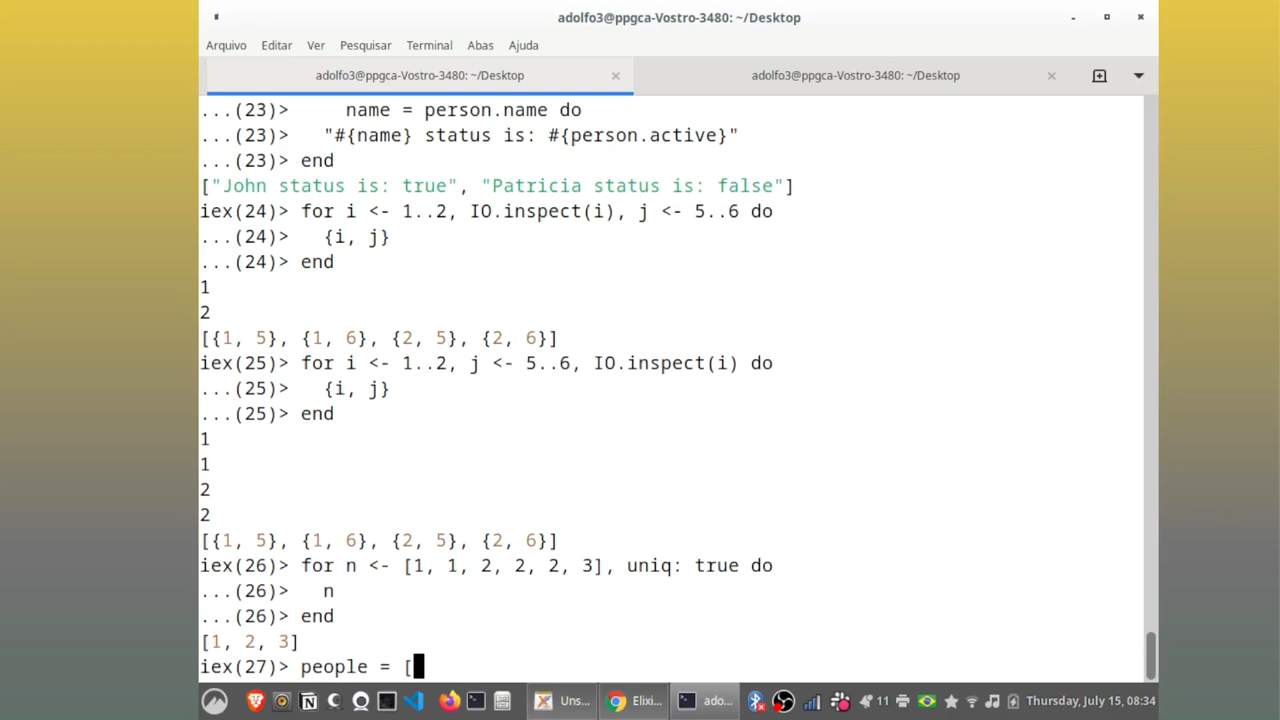 adolfo3@ppgca-Vostro-3480: ~/Desktop
Arquivo Editar Ver Pesquisar Terminal Abas Ajuda
adolfo3@ppgca-Vostro-3480: ~/Desktop adolfo3@ppgca-Vostro-3480: ~/Desktop
...(23)>     name = person.name do
...(23)>   "#{name} status is: #{person.active}"
...(23)> end
["John status is: true", "Patricia status is: false"]
iex(24)> for i <- 1..2, IO.inspect(i), j <- 5..6 do
...(24)>   {i, j}
...(24)> end
1
2
[{1, 5}, {1, 6}, {2, 5}, {2, 6}]
iex(25)> for i <- 1..2, j <- 5..6, IO.inspect(i) do
...(25)>   {i, j}
...(25)> end
1
1
2
2
[{1, 5}, {1, 6}, {2, 5}, {2, 6}]
iex(26)> for n <- [1, 1, 2, 2, 2, 3], uniq: true do
...(26)>   n
...(26)> end
[1, 2, 3]
iex(27)> people = [
Uns... Elixi... ado... 11 Thursday, July 15, 08:34